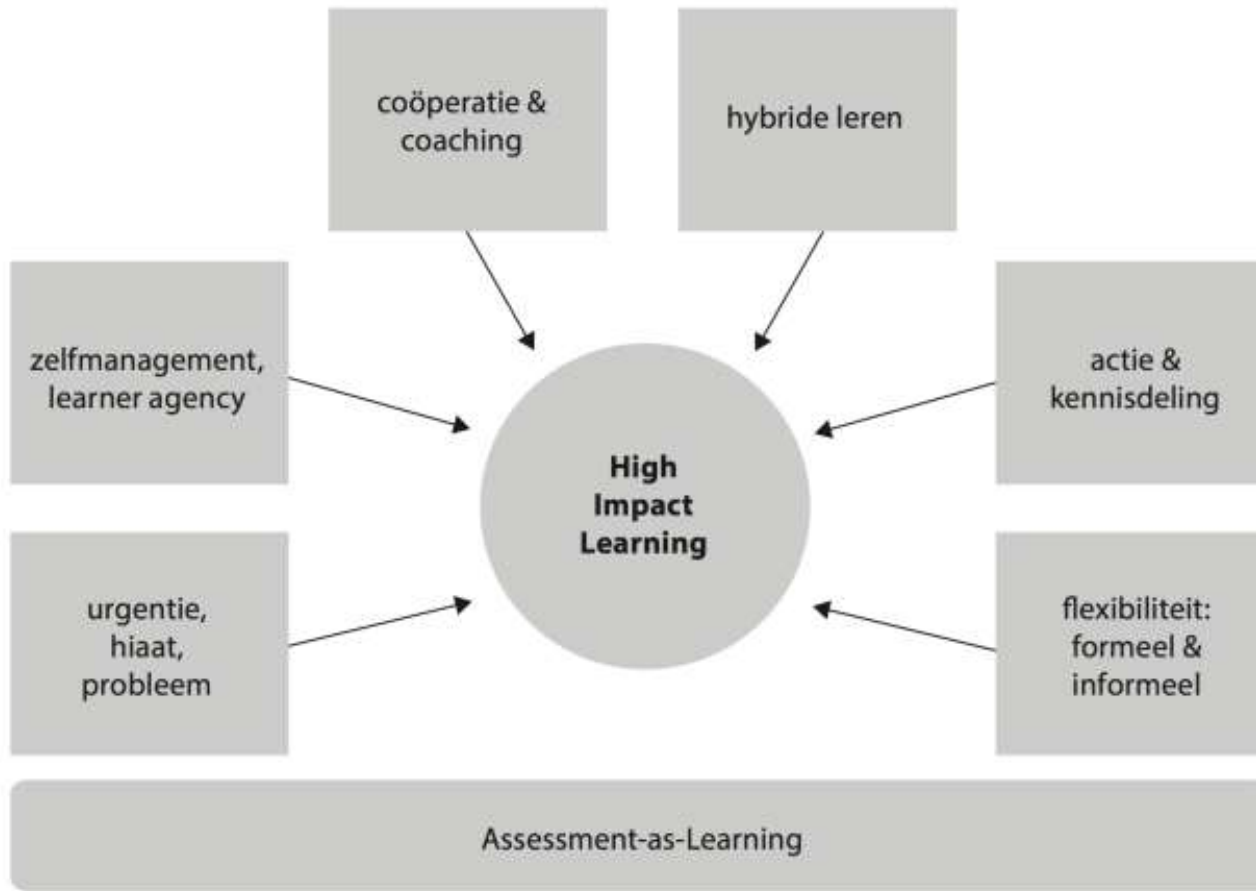 coöperatie &
coaching
hybride leren
zelfmanagement,
learner agency
actie &
kennisdeling
High
Impact
Learning
urgentie,
hiaat,
probleem
flexibiliteit:
formeel &
informeel
Assessment-as-Learning